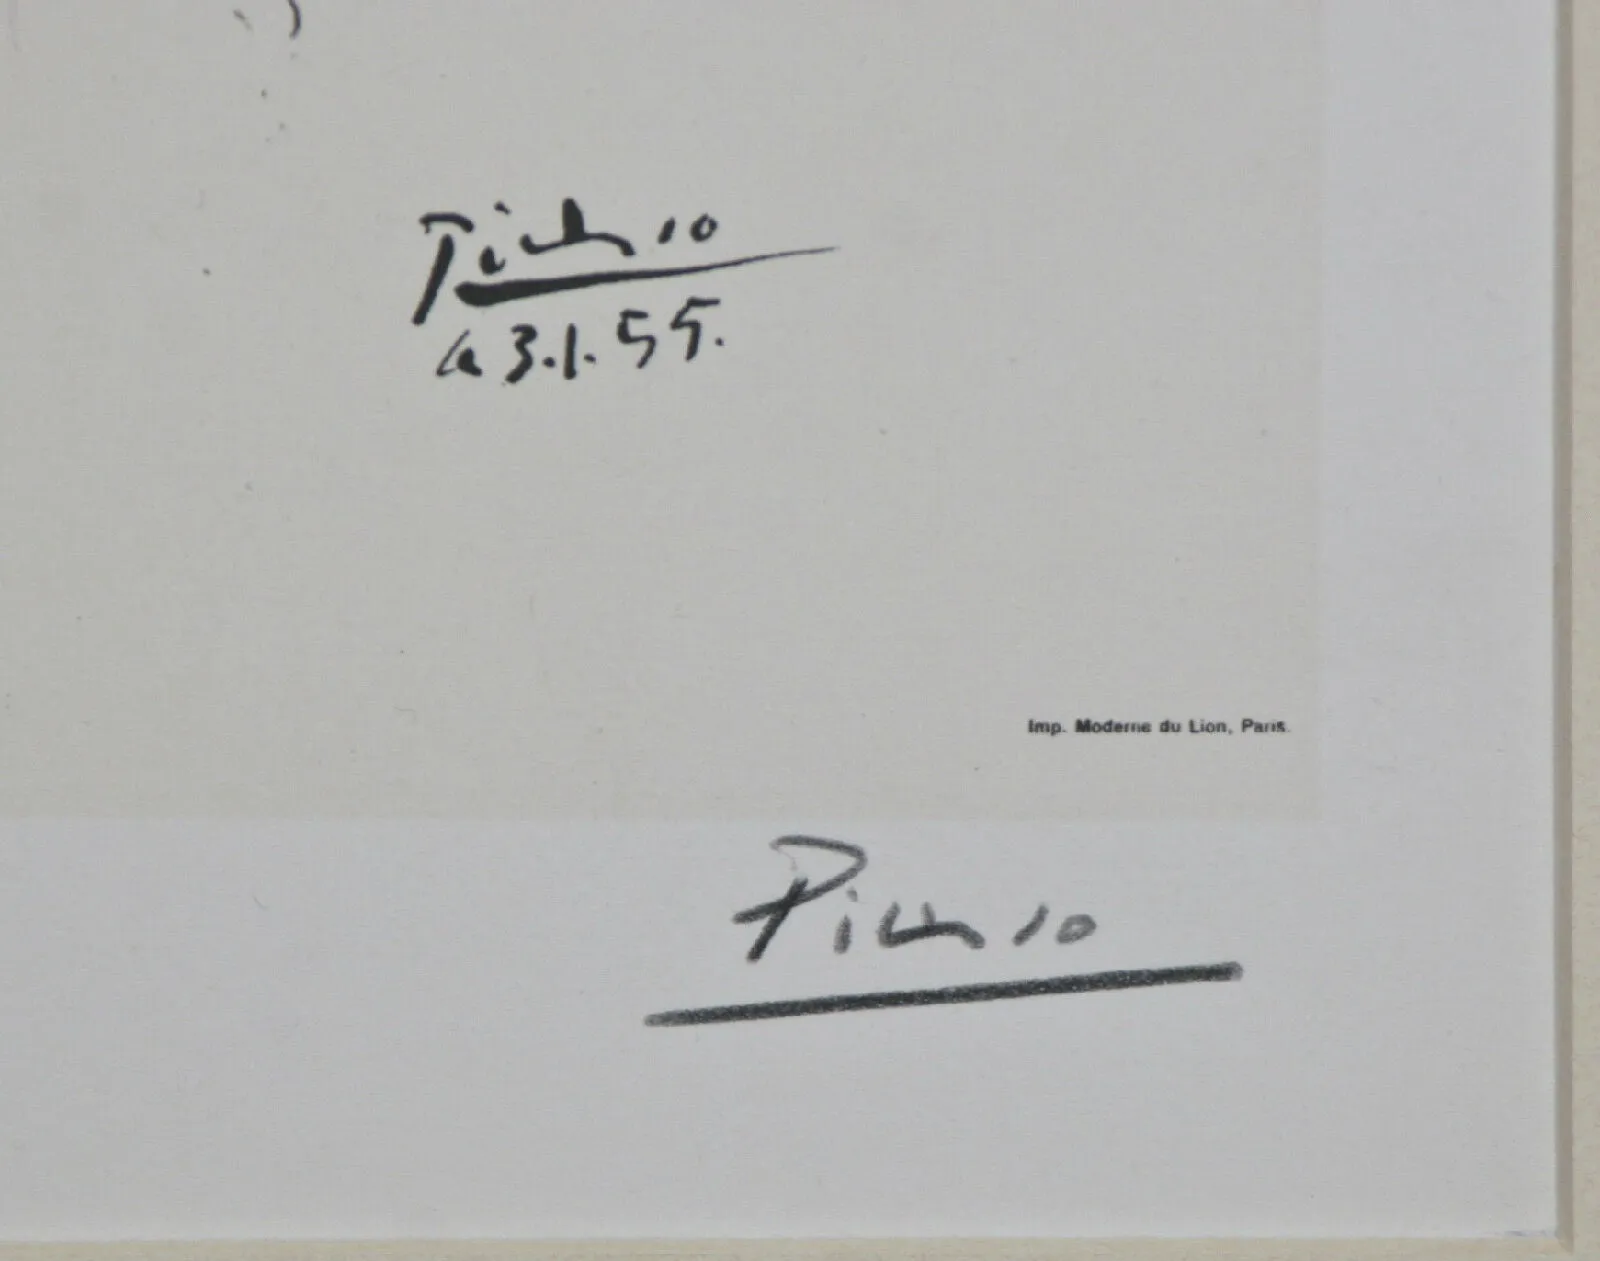 Picasso
le 3.1.55.
Imp. Moderne du Lion, Paris.
Picasso